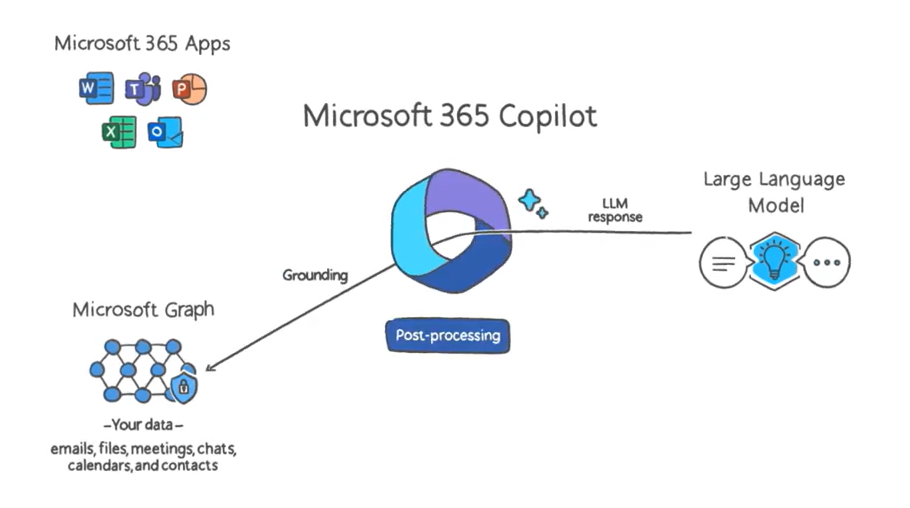 Microsoft 365 Apps
W
T
P
X
O
Microsoft 365 Copilot
Large Language
Model
LLM
response
Grounding
Microsoft Graph
Post-processing
–Your data–
emails, files, meetings, chats,
calendars, and contacts